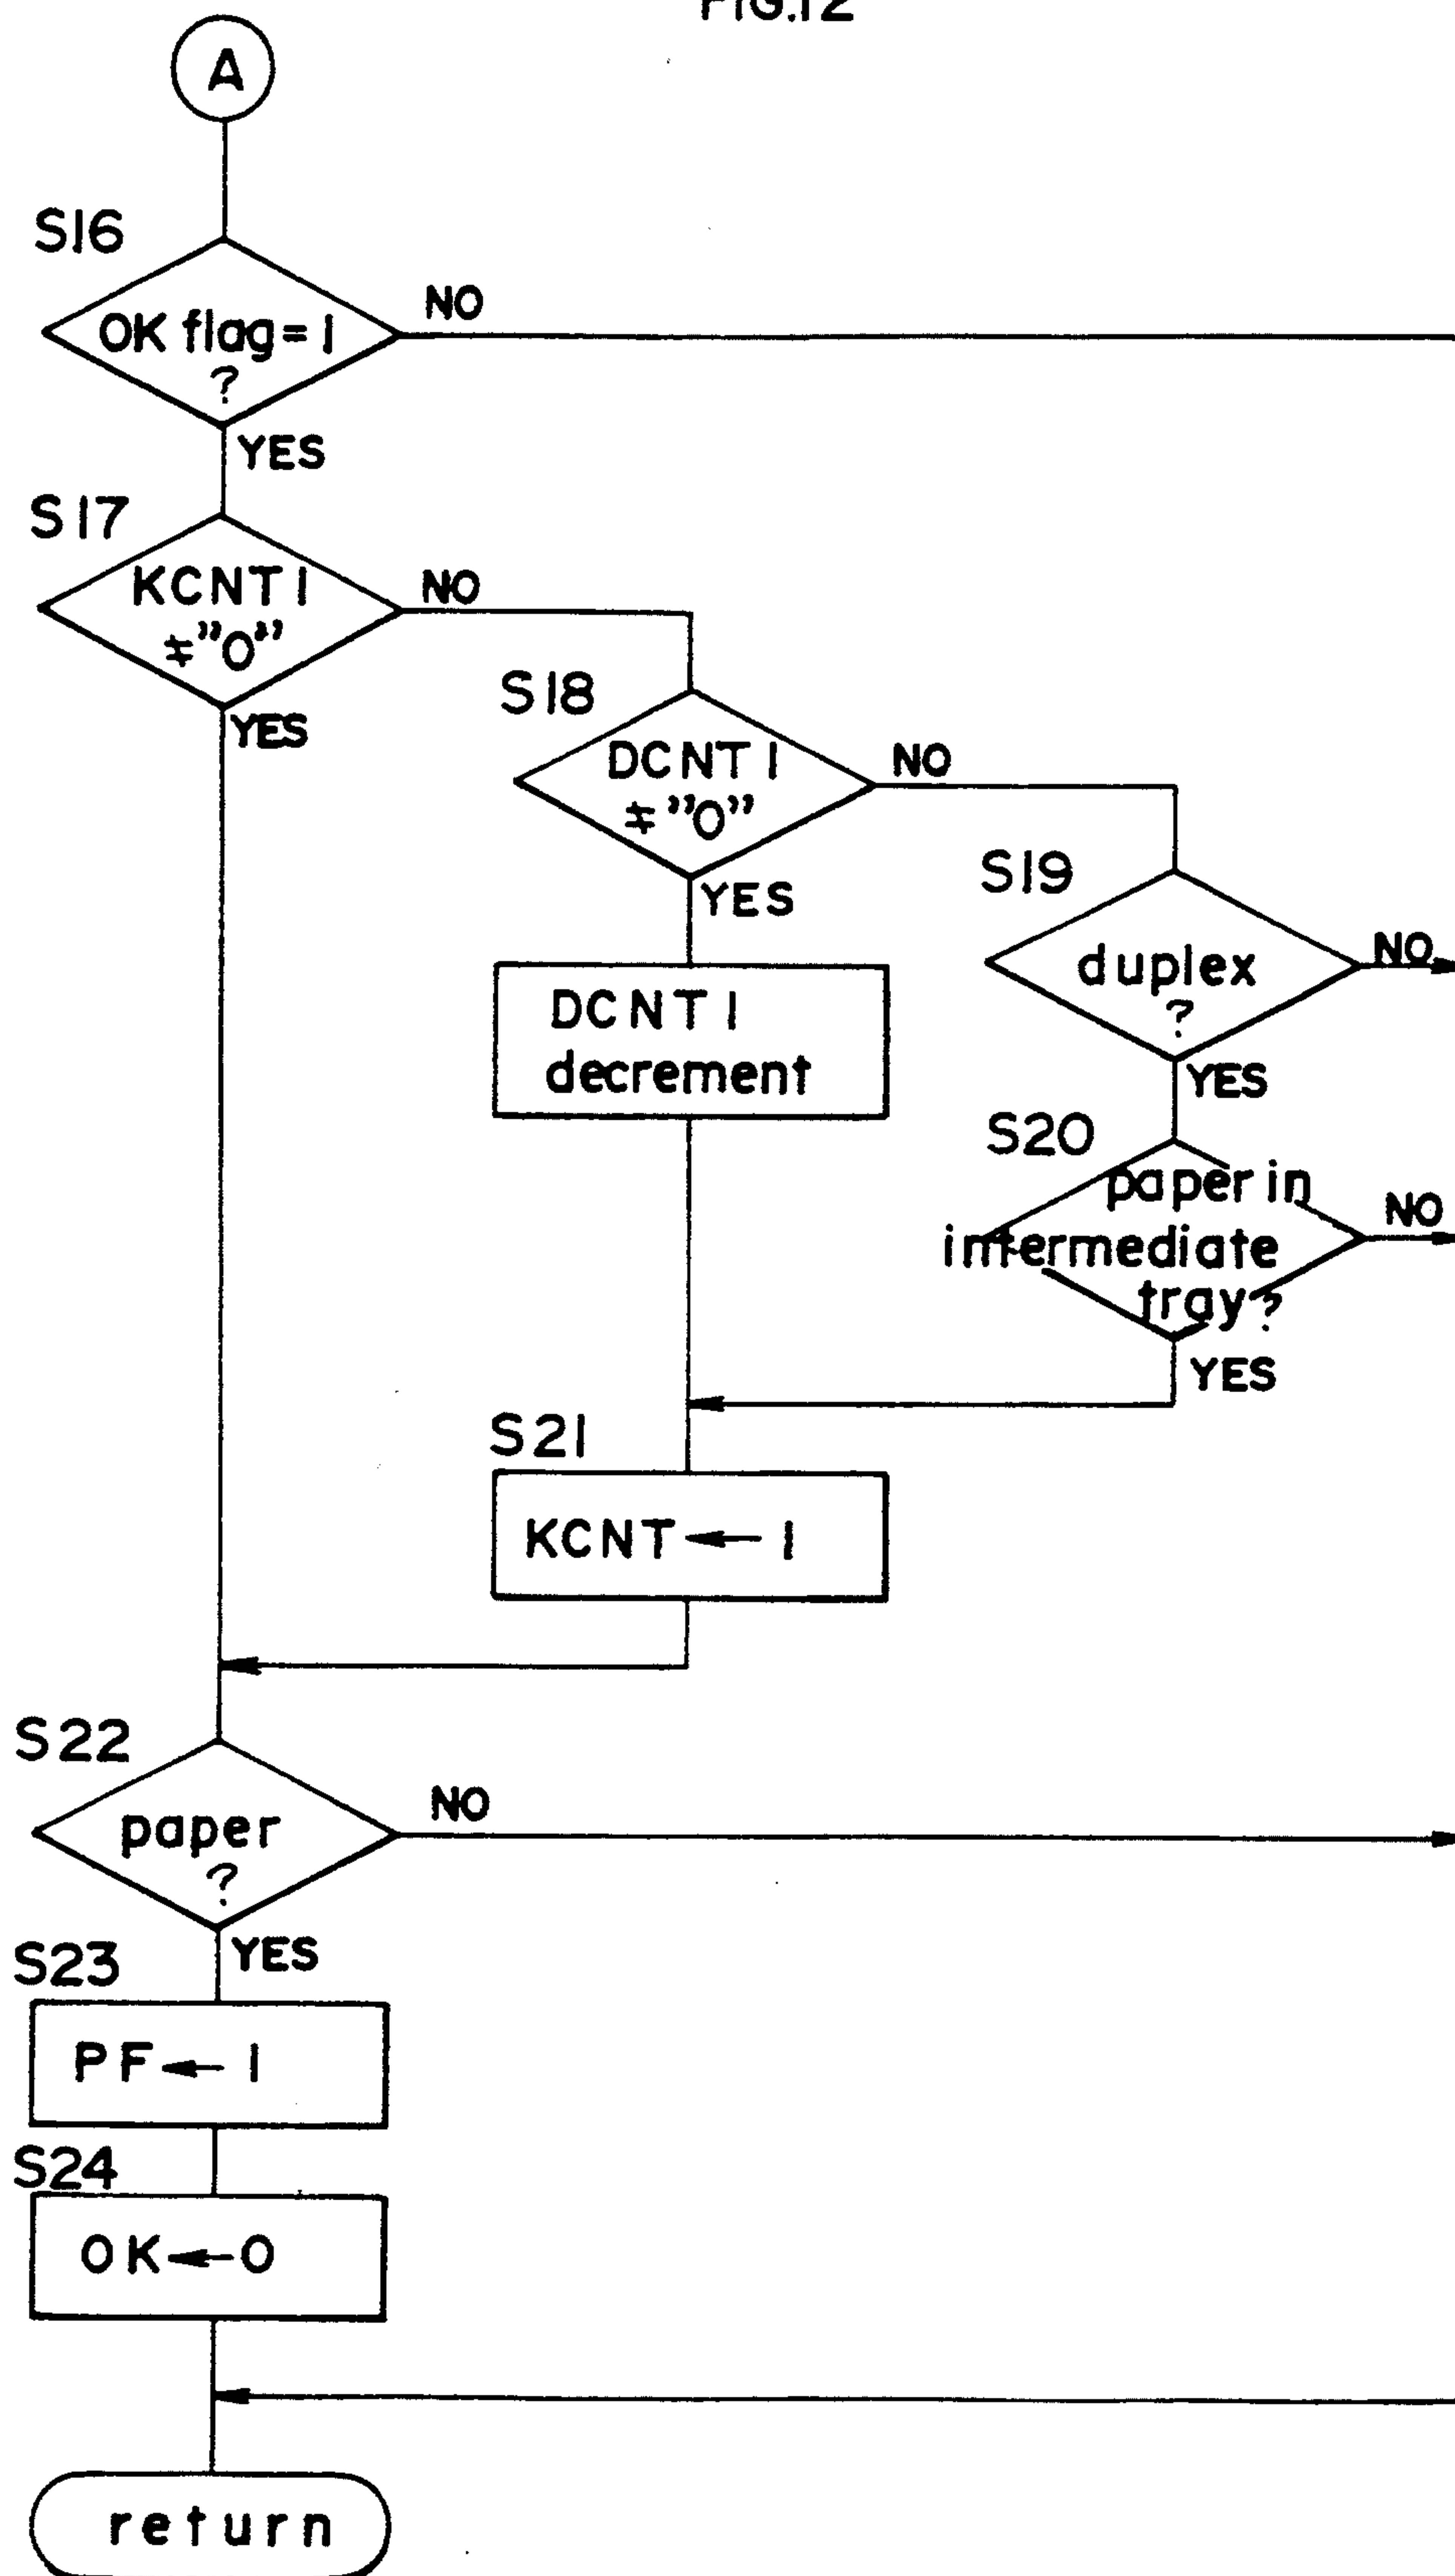 FIG.12
A
S16
OK flag=1
?
NO
YES
S17
KCNT1
≠"0"
NO
YES
S18
DCNT1
≠"0"
NO
YES
S19
duplex
?
NO
YES
DCNT1
decrement
S20
paper in
intermediate
tray?
NO
YES
S21
KCNT←1
S22
paper
?
NO
YES
S23
PF←1
S24
OK←0
return